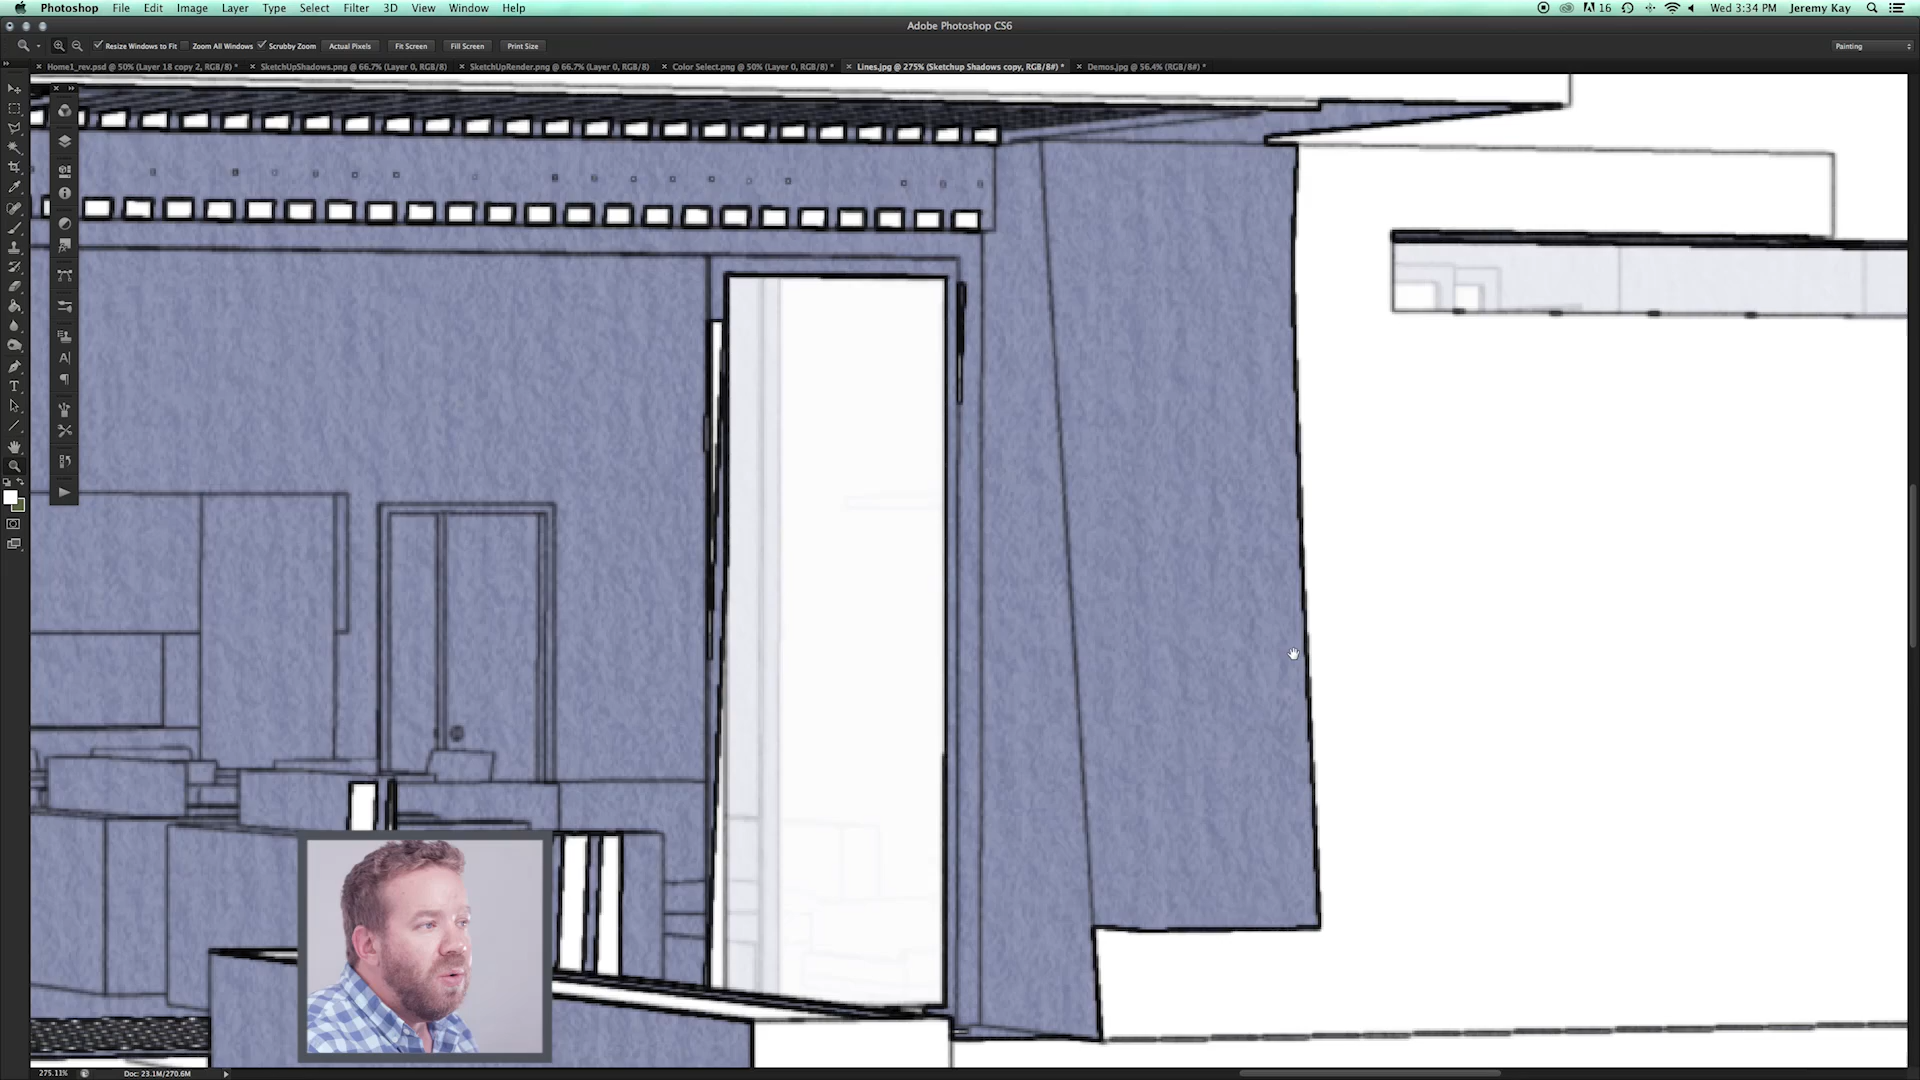 Photoshop File Edit Image Layer Type Select Filter 3D View Window Help
16 Wed 3:34 PM Jeremy Kay
Adobe Photoshop CS6
Resize Windows to Fit Zoom All Windows Scrubby Zoom Actual Pixels Fit Screen Fill Screen Print Size Painting
Home1_rev.psd @ 50% (Layer 18 copy 2, RGB/8) * SketchUpShadows.png @ 66.7% (Layer 0, RGB/8) SketchUpRender.png @ 66.7% (Layer 0, RGB/8) Color Select.png @ 50% (Layer 0, RGB/8) * Lines.jpg @ 275% (Sketchup Shadows copy, RGB/8#) * Demos.jpg @ 56.4% (RGB/8#) *
275.11% Doc: 23.1M/270.6M